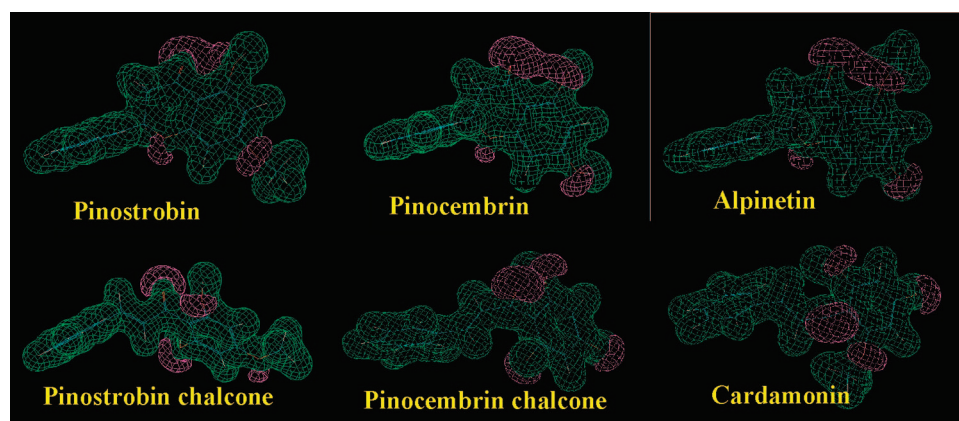 Pinostrobin
Pinocembrin
Alpinetin
Pinostrobin chalcone
Pinocembrin chalcone
Cardamonin